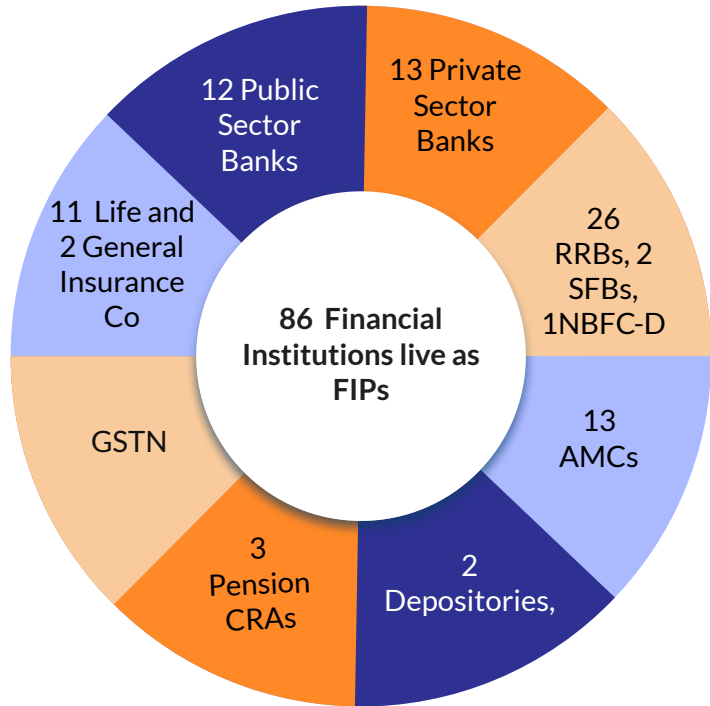 12 Public
Sector
Banks
13 Private
Sector
Banks
26
RRBs, 2
SFBs,
1NBFC-D
13
AMCs
2
Depositories,
3
Pension
CRAs
GSTN
11 Life and
2 General
Insurance
Co
86 Financial
Institutions live as
FIPs